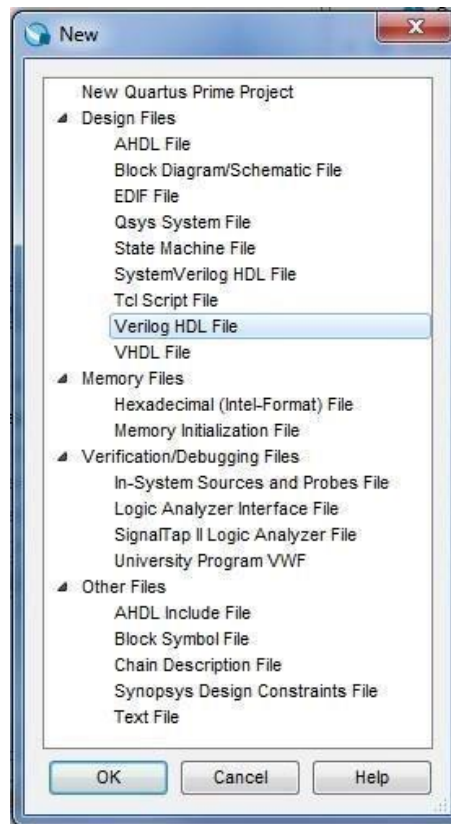 New
New Quartus Prime Project
Design Files
AHDL File
Block Diagram/Schematic File
EDIF File
Qsys System File
State Machine File
SystemVerilog HDL File
Tcl Script File
Verilog HDL File
VHDL File
Memory Files
Hexadecimal (Intel-Format) File
Memory Initialization File
Verification/Debugging Files
In-System Sources and Probes File
Logic Analyzer Interface File
SignalTap II Logic Analyzer File
University Program VWF
Other Files
AHDL Include File
Block Symbol File
Chain Description File
Synopsys Design Constraints File
Text File
OK Cancel Help